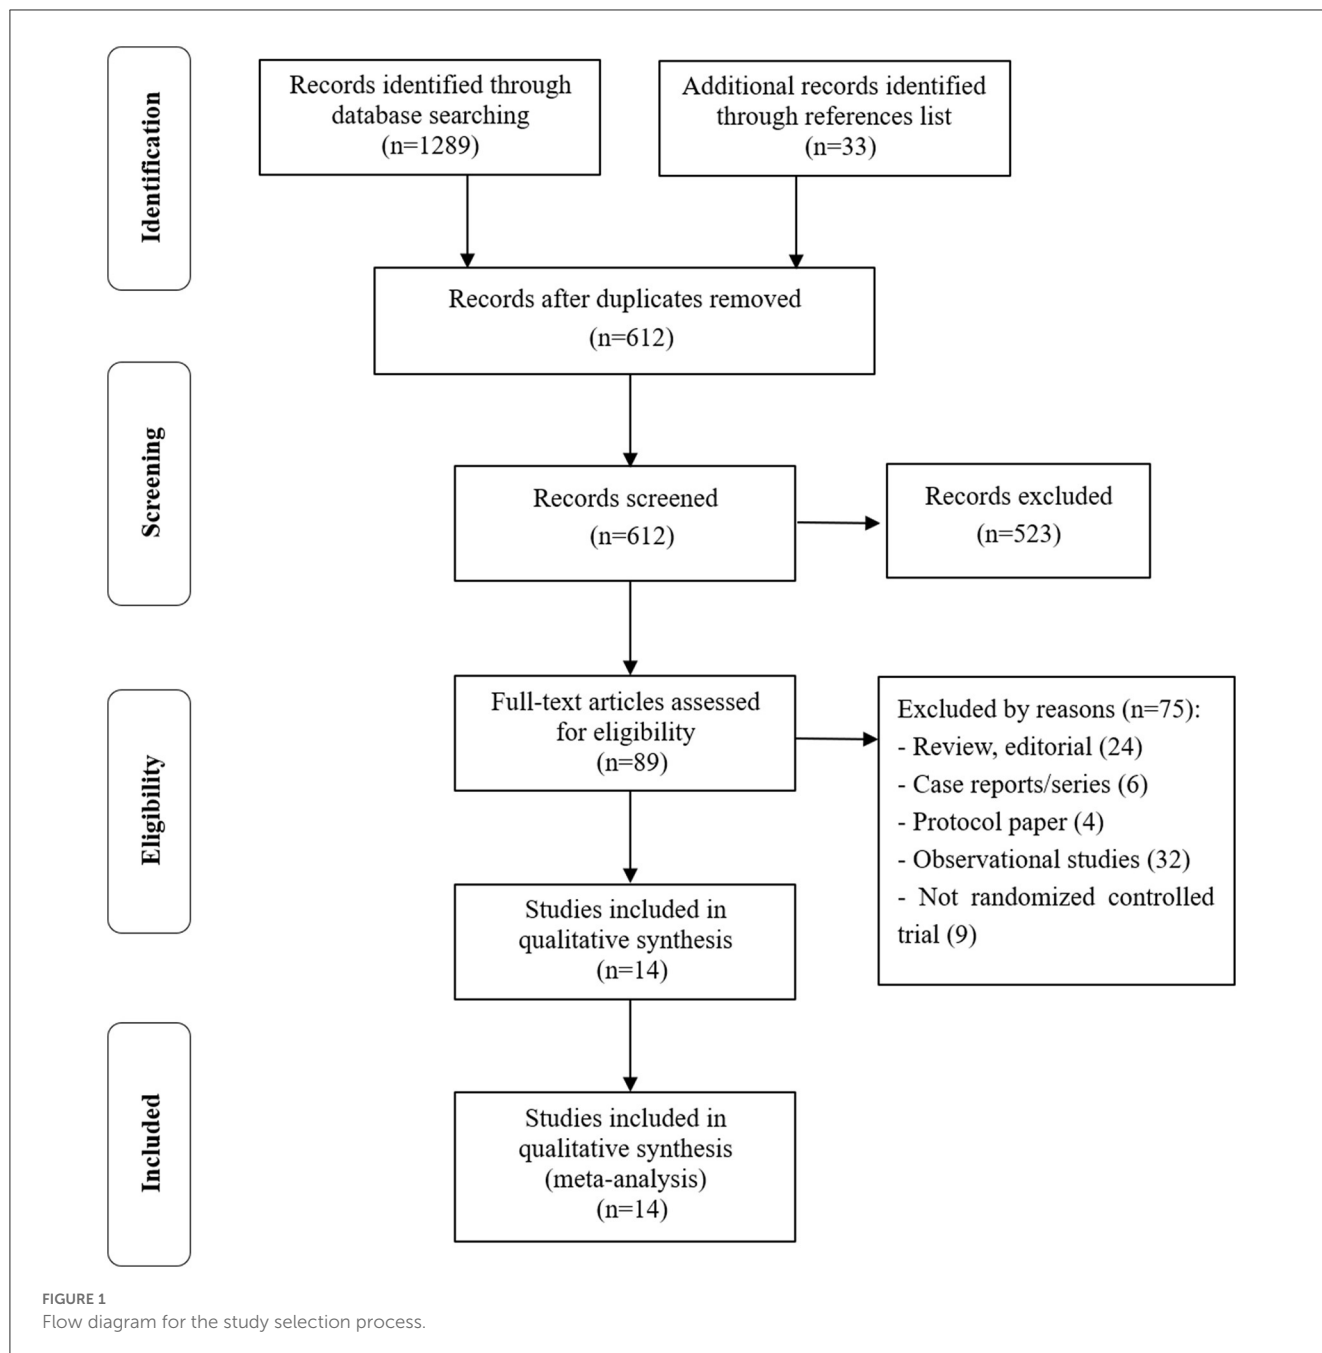 Identification
Records identified through
database searching
(n=1289)
Additional records identified
through references list
(n=33)
Records after duplicates removed
(n=612)
Screening
Records screened
(n=612)
Records excluded
(n=523)
Eligibility
Full-text articles assessed
for eligibility
(n=89)
Excluded by reasons (n=75):
- Review, editorial (24)
- Case reports/series (6)
- Protocol paper (4)
- Observational studies (32)
- Not randomized controlled
trial (9)
Studies included in
qualitative synthesis
(n=14)
Included
Studies included in
qualitative synthesis
(meta-analysis)
(n=14)
FIGURE 1
Flow diagram for the study selection process.